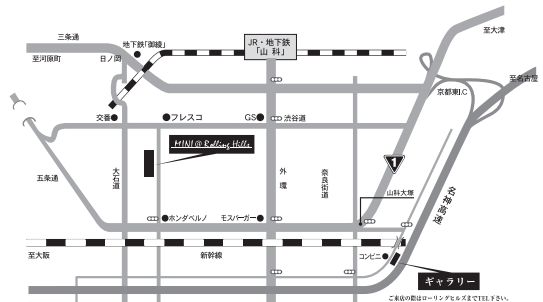 三条通
至河原町
日ノ岡
地下鉄「御陵」
JR・地下鉄
「山 科」
至大津
至名古屋
京都東I.C
交番
フレスコ
GS
渋谷道
MINI@Rolling Hills
五条通
大石道
外環
奈良街道
1
山科大塚
名神高速
ホンダベルノ
モスバーガー
至大阪
新幹線
コンビニ
ギャラリー
ご来店の際はローリングヒルズまでTEL下さい。